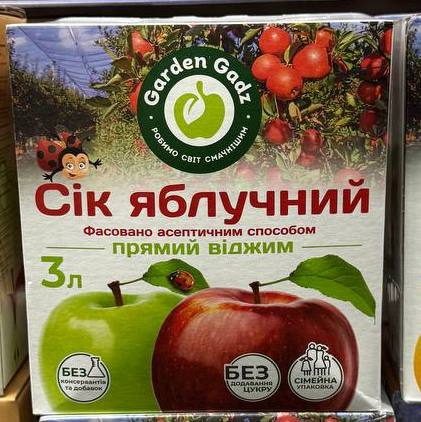 Garden Gadz
РОБИМО СВІТ СМАЧНІШИМ
Сік яблучний
Фасовано асептичним способом
прямий віджим
3л
БЕЗ
консервантів
та добавок
БЕЗ
ДОДАВАННЯ
ЦУКРУ
СІМЕЙНА
УПАКОВКА